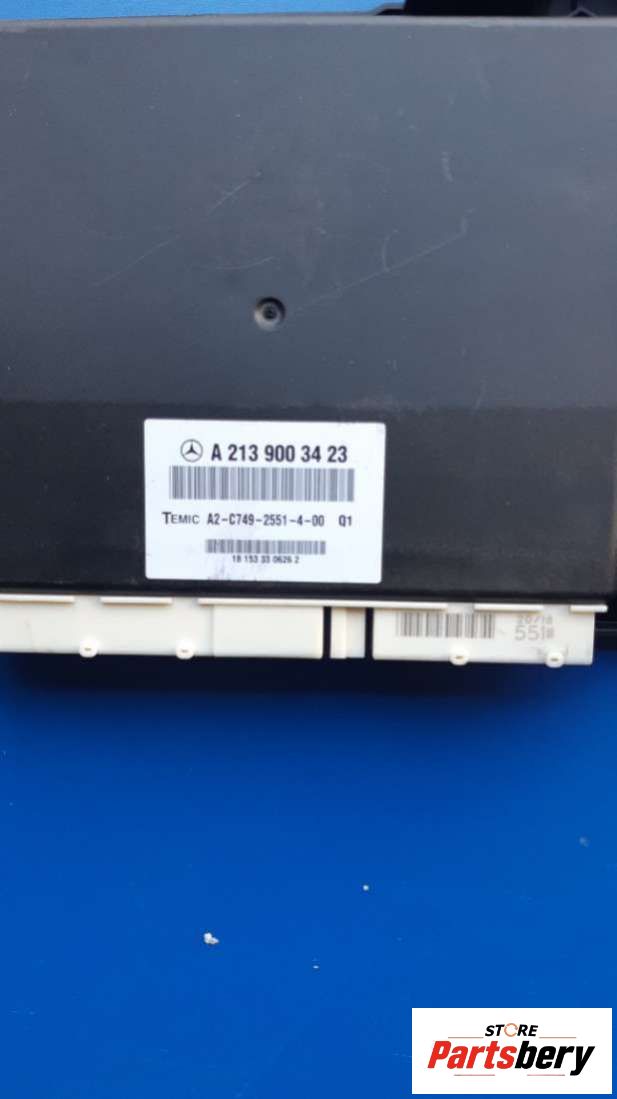 A 213 900 34 23
TEMIC A2-C749-2551-4-00 Q1
18 153 33 0626 2
551
STORE
Partsbery